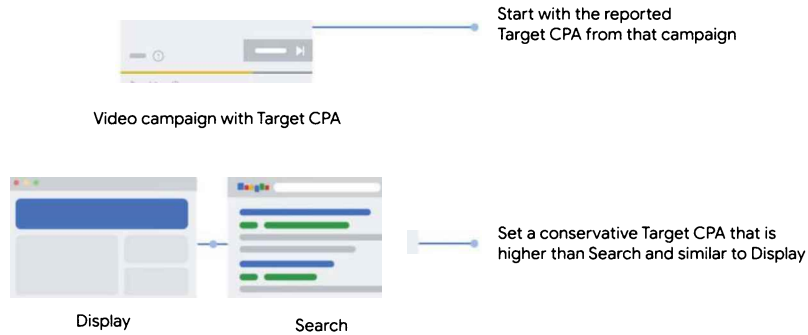 Start with the reported
Target CPA from that campaign
Video campaign with Target CPA
Set a conservative Target CPA that is
higher than Search and similar to Display
Display
Search